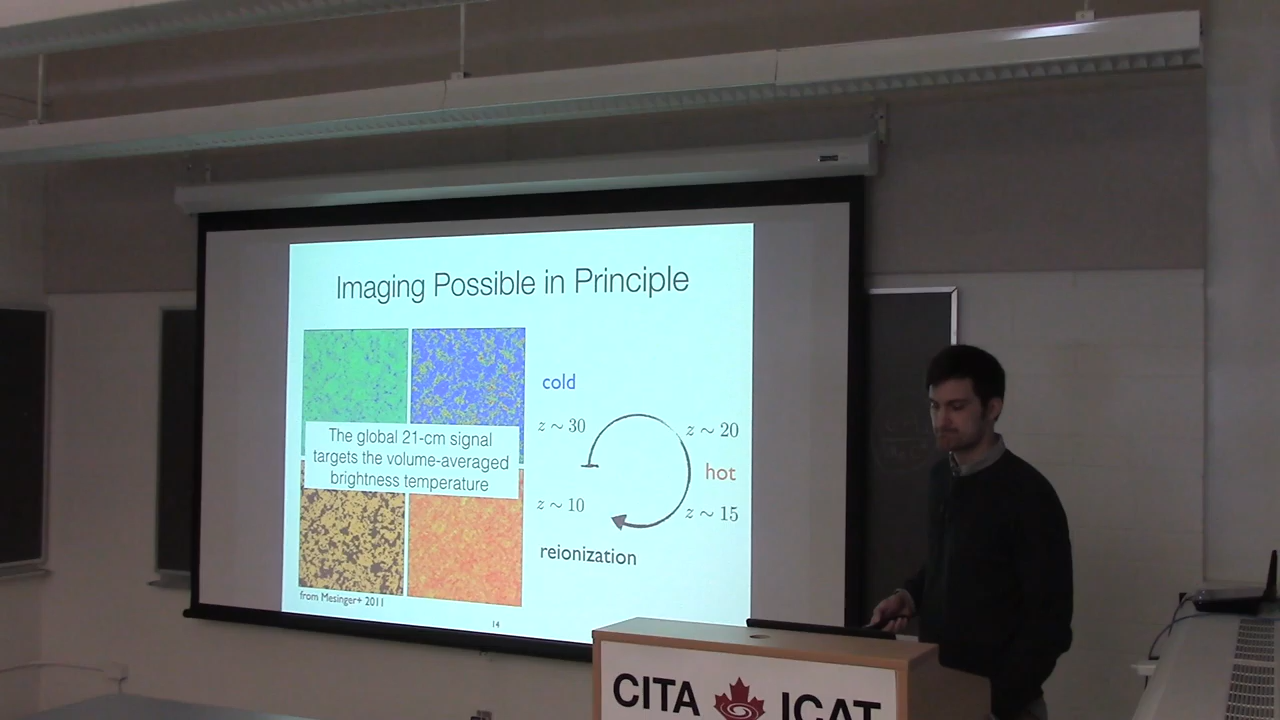 Imaging Possible in Principle
The global 21-cm signal
targets the volume-averaged
brightness temperature
cold
z ~ 30
z ~ 20
hot
z ~ 10
z ~ 15
reionization
from Mesinger+ 2011
14
CITA ICAT